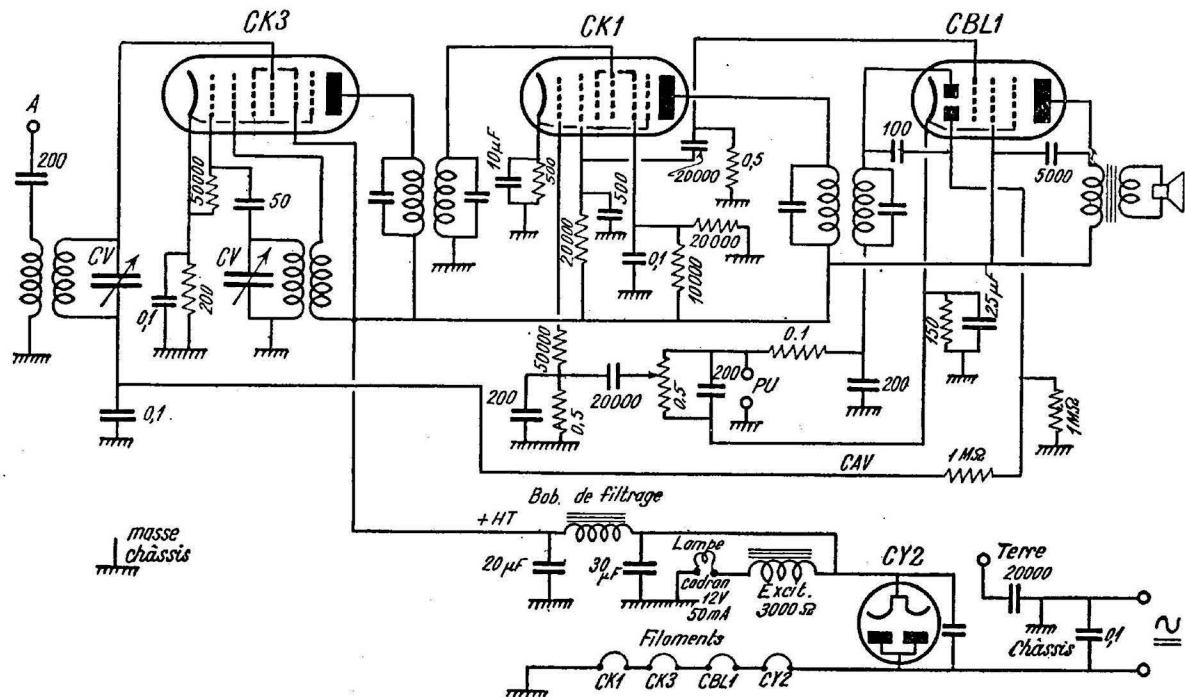 CK3
CK1
CBL1
A
200
CV
50000
50
CV
0,1
200
0,1
10µF
500
20000
500
0,1
20000
10000
20000
0,5
100
5000
50000
200
0,5
20000
0.5
200
PU
0.1
200
150
25µF
1MΩ
1MΩ
CAV
masse
châssis
+HT
Bob. de filtrage
20µF
30µF
Lampe
Cadran
12V
50mA
Excit.
3000Ω
CY2
Terre
20000
Châssis
0,1
Filaments
CK1
CK3
CBL1
CY2